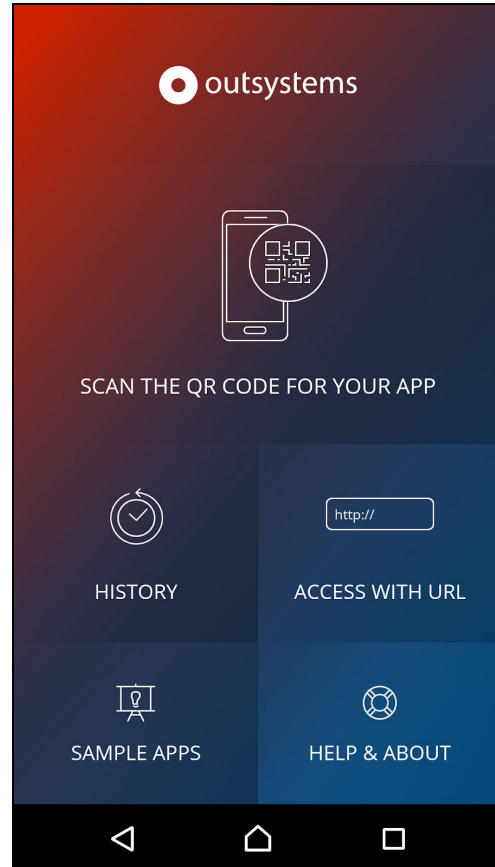 outsystems
SCAN THE QR CODE FOR YOUR APP
http://
HISTORY
ACCESS WITH URL
SAMPLE APPS
HELP & ABOUT